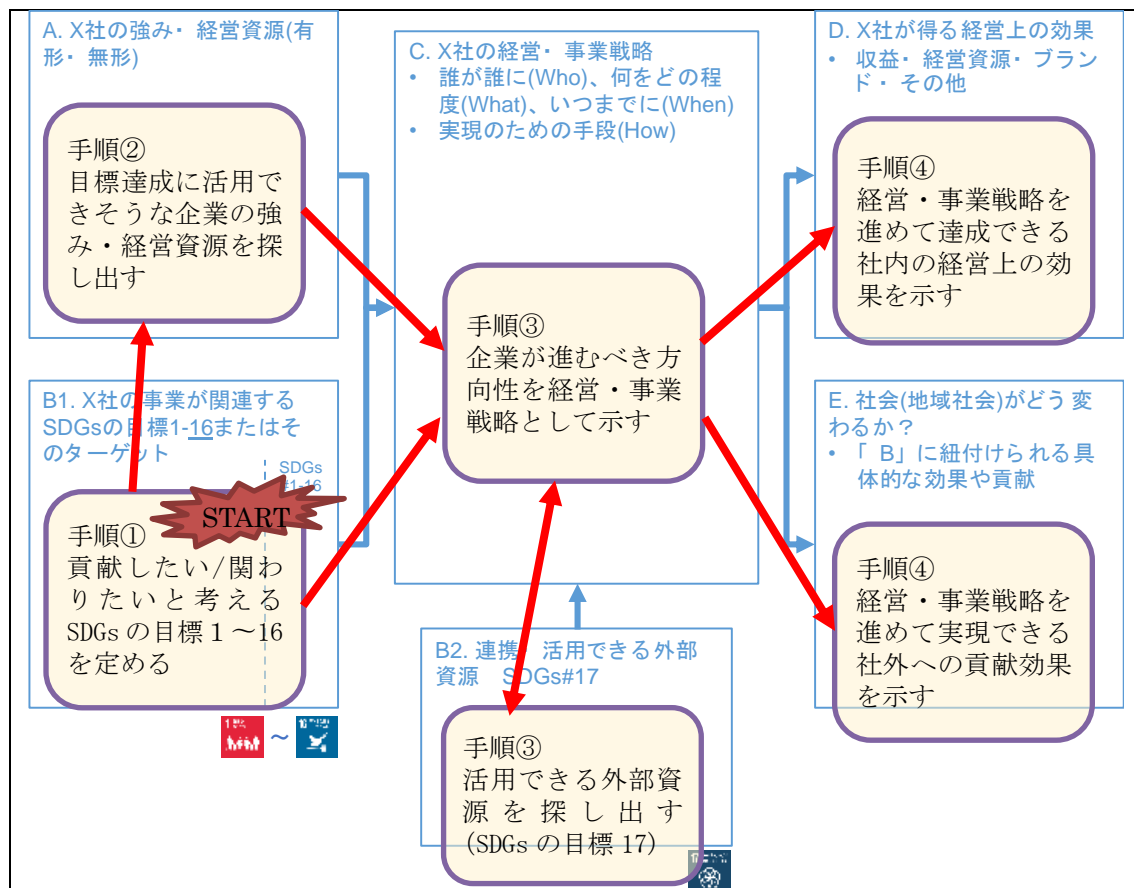 A. X社の強み・経営資源(有
形・無形)
手順②
目標達成に活用で
きそうな企業の強
み・経営資源を探
し出す
B1. X社の事業が関連する
SDGsの目標1-16またはそ
のターゲット
SDGs
#1-16
START
手順①
貢献したい/関わ
りたいと考える
SDGsの目標１～16
を定める
～
C. X社の経営・事業戦略
• 誰が誰に(Who)、何をどの程
度(What)、いつまでに(When)
• 実現のための手段(How)
手順③
企業が進むべき方
向性を経営・事業
戦略として示す
B2. 連携 活用できる外部
資源 SDGs#17
手順③
活用できる外部資
源を探し出す
(SDGsの目標17)
D. X社が得る経営上の効果
• 収益・経営資源・ブラン
ド・その他
手順④
経営・事業戦略を
進めて達成できる
社内の経営上の効
果を示す
E. 社会(地域社会)がどう変
わるか？
• 「B」に紐付けられる具
体的な効果や貢献
手順④
経営・事業戦略を
進めて実現できる
社外への貢献効果
を示す